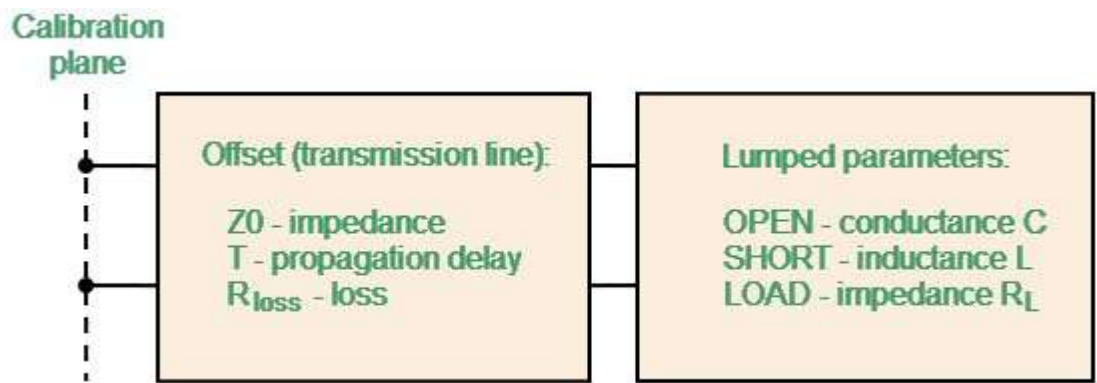 Calibration
plane
Offset (transmission line):
Z0 - impedance
T - propagation delay
Rloss - loss
Lumped parameters:
OPEN - conductance C
SHORT - inductance L
LOAD - impedance RL